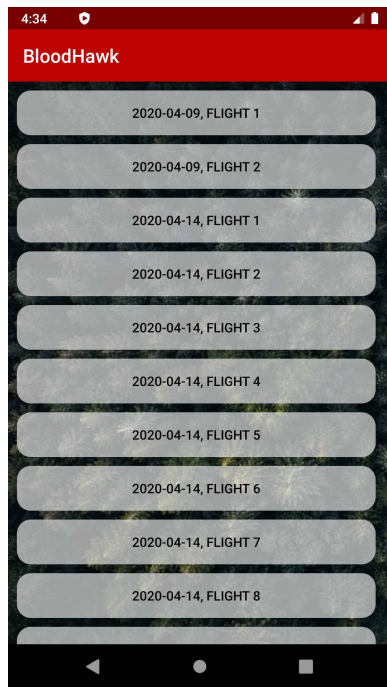 4:34
BloodHawk
2020-04-09, FLIGHT 1
2020-04-09, FLIGHT 2
2020-04-14, FLIGHT 1
2020-04-14, FLIGHT 2
2020-04-14, FLIGHT 3
2020-04-14, FLIGHT 4
2020-04-14, FLIGHT 5
2020-04-14, FLIGHT 6
2020-04-14, FLIGHT 7
2020-04-14, FLIGHT 8